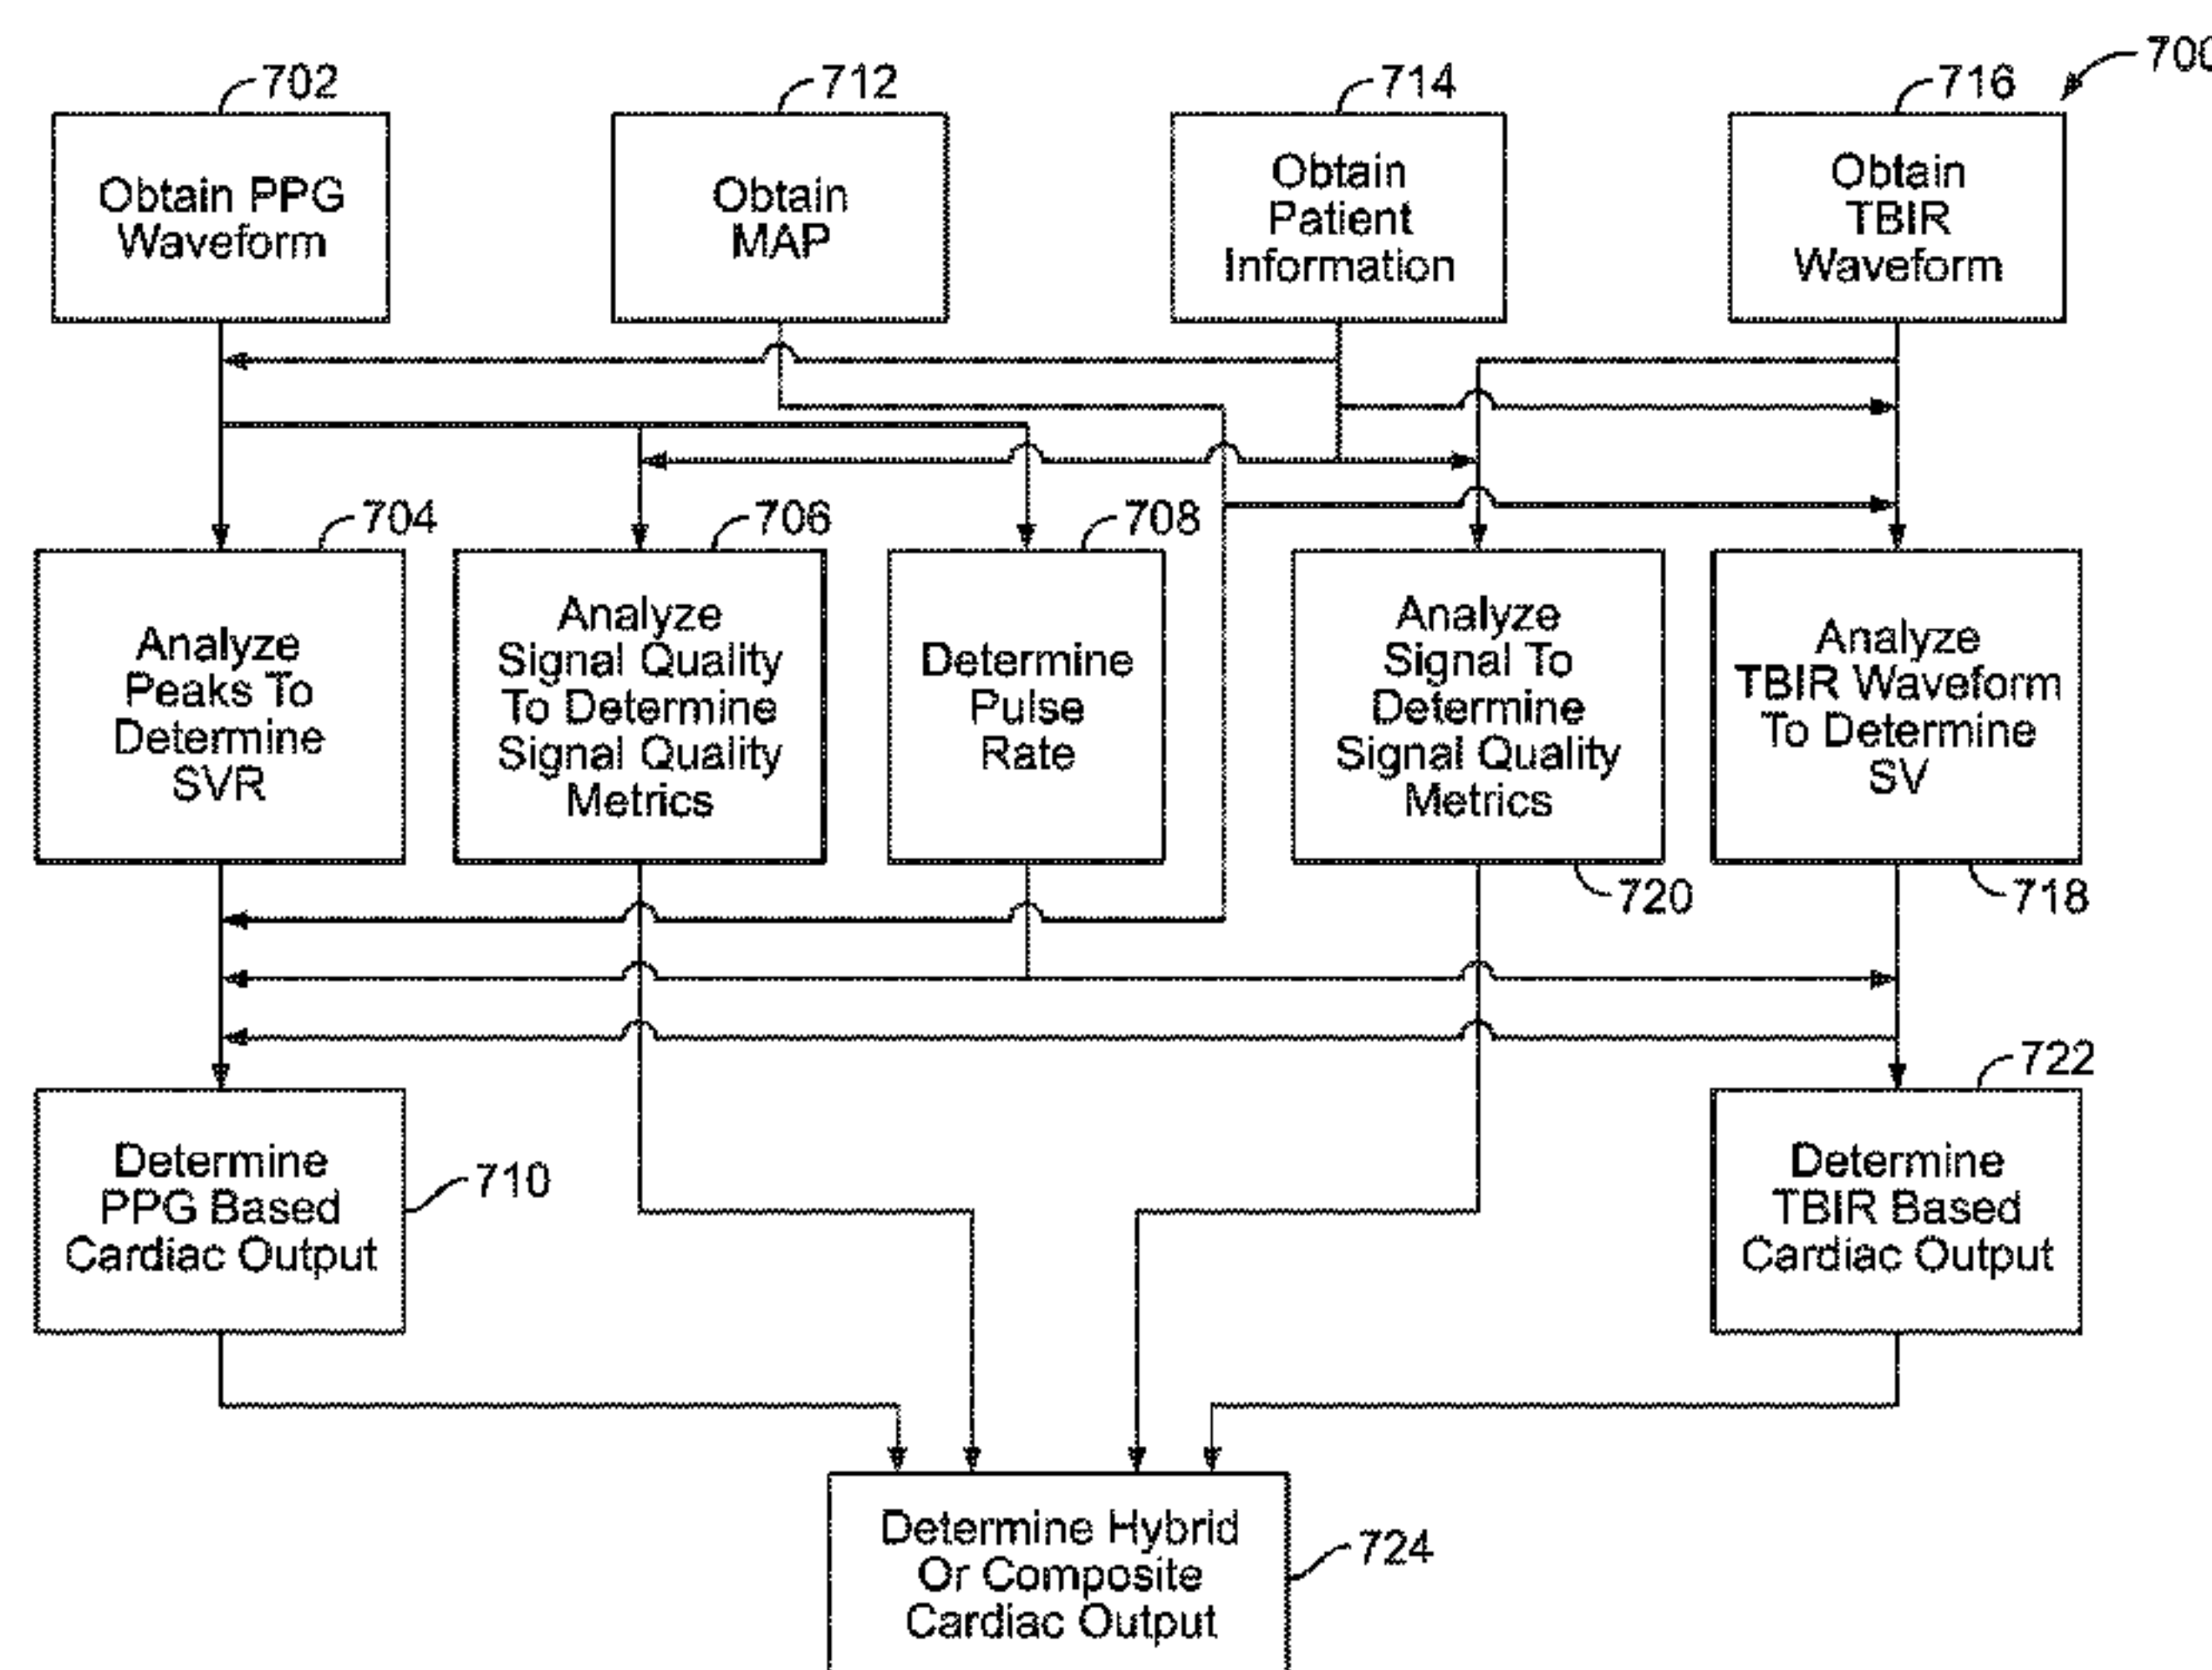 700
702
712
714
716
Obtain PPG
Waveform
Obtain
MAP
Obtain
Patient
Information
Obtain
TBIR
Waveform
704
706
708
Analyze
Peaks To
Determine
SVR
Analyze
Signal Quality
To Determine
Signal Quality
Metrics
Determine
Pulse
Rate
Analyze
Signal To
Determine
Signal Quality
Metrics
Analyze
TBIR Waveform
To Determine
SV
720
718
722
Determine
PPG Based
Cardiac Output
710
Determine
TBIR Based
Cardiac Output
Determine Hybrid
Or Composite
Cardiac Output
724